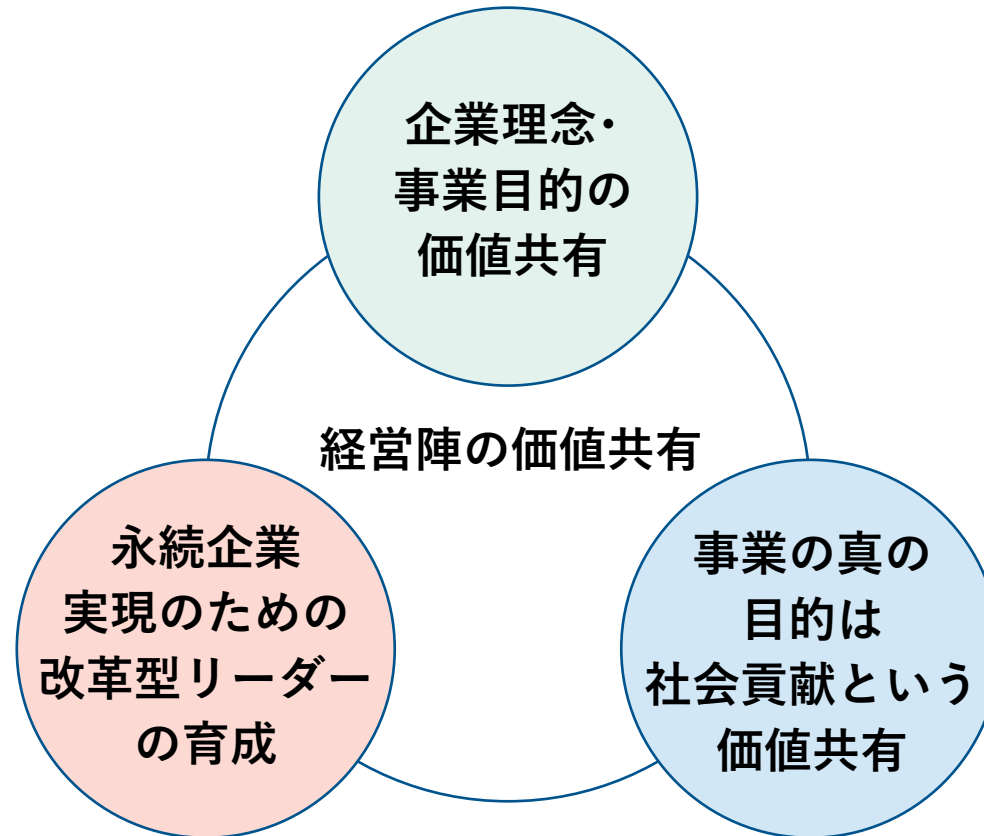 企業理念・
事業目的の
価値共有
経営陣の価値共有
永続企業
実現のための
改革型リーダー
の育成
事業の真の
目的は
社会貢献という
価値共有